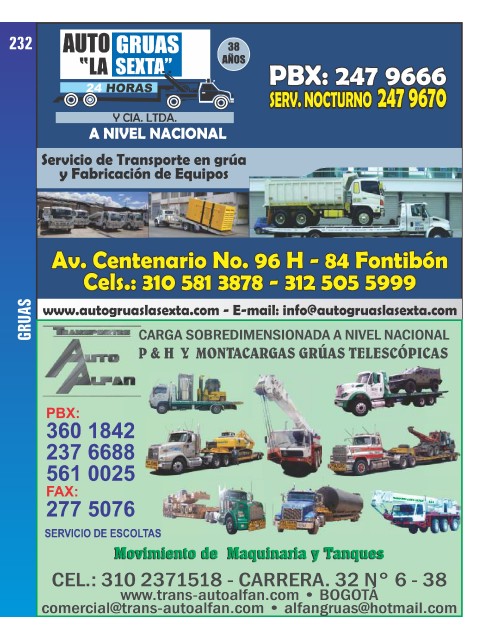 232
AUTO GRUAS
"LA SEXTA"
24 HORAS
Y CIA. LTDA.
A NIVEL NACIONAL
38
AÑOS
PBX: 247 9666
SERV. NOCTURNO 247 9670
Servicio de Transporte en grúa
y Fabricación de Equipos
Av. Centenario No. 96 H - 84 Fontibón
Cels.: 310 581 3878 - 312 505 5999
www.autogruaslasexta.com - E-mail: info@autogruaslasexta.com
GRUAS
TRANSPORTES
AUTO
ALFAN
CARGA SOBREDIMENSIONADA A NIVEL NACIONAL
P & H Y MONTACARGAS GRÚAS TELESCÓPICAS
PBX:
360 1842
237 6688
561 0025
FAX:
277 5076
SERVICIO DE ESCOLTAS
Movimiento de Maquinaria y Tanques
CEL.: 310 2371518 - CARRERA. 32 N° 6 - 38
www.trans-autoalfan.com • BOGOTÁ
comercial@trans-autoalfan.com • alfangruas@hotmail.com